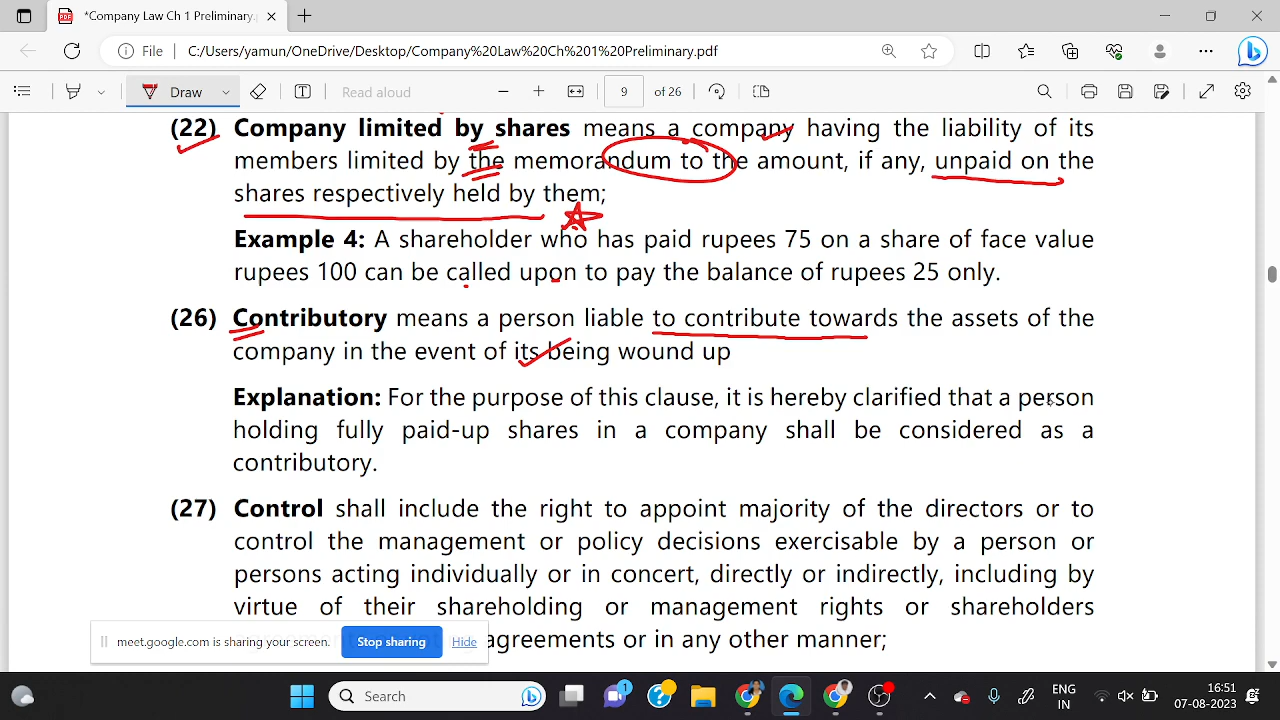 *Company Law Ch 1 Preliminary.
File
C:/Users/yamun/OneDrive/Desktop/Company%20Law%20Ch%201%20Preliminary.pdf
Draw
Read aloud
9 of 26
(22) Company limited by shares means a company having the liability of its
members limited by the memorandum to the amount, if any, unpaid on the
shares respectively held by them;
Example 4: A shareholder who has paid rupees 75 on a share of face value
rupees 100 can be called upon to pay the balance of rupees 25 only.
(26) Contributory means a person liable to contribute towards the assets of the
company in the event of its being wound up
Explanation: For the purpose of this clause, it is hereby clarified that a person
holding fully paid-up shares in a company shall be considered as a
contributory.
(27) Control shall include the right to appoint majority of the directors or to
control the management or policy decisions exercisable by a person or
persons acting individually or in concert, directly or indirectly, including by
virtue of their shareholding or management rights or shareholders
agreements or in any other manner;
meet.google.com is sharing your screen. Stop sharing Hide
Search
1
ENG
IN
16:51
07-08-2023